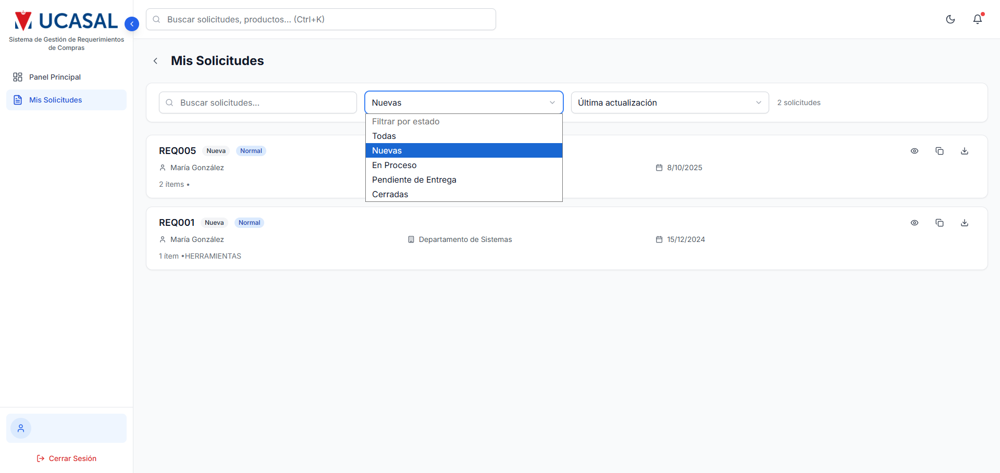 UCASAL
Sistema de Gestión de Requerimientos
de Compras
Panel Principal
Mis Solicitudes
Cerrar Sesión
Buscar solicitudes, productos... (Ctrl+K)
Mis Solicitudes
Buscar solicitudes...
Nuevas
Última actualización
2 solicitudes
Filtrar por estado
Todas
Nuevas
En Proceso
Pendiente de Entrega
Cerradas
REQ005 Nueva Normal
María González
8/10/2025
2 ítems •
REQ001 Nueva Normal
María González
Departamento de Sistemas
15/12/2024
1 ítem •HERRAMIENTAS